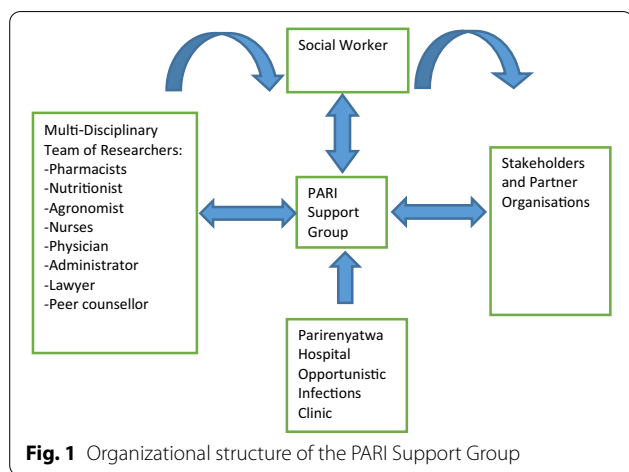 Social Worker
Multi-Disciplinary
Team of Researchers:
-Pharmacists
-Nutritionist
-Agronomist
-Nurses
-Physician
-Administrator
-Lawyer
-Peer counsellor
PARI
Support
Group
Stakeholders
and Partner
Organisations
Parirenyatwa
Hospital
Opportunistic
Infections
Clinic
Fig. 1 Organizational structure of the PARI Support Group